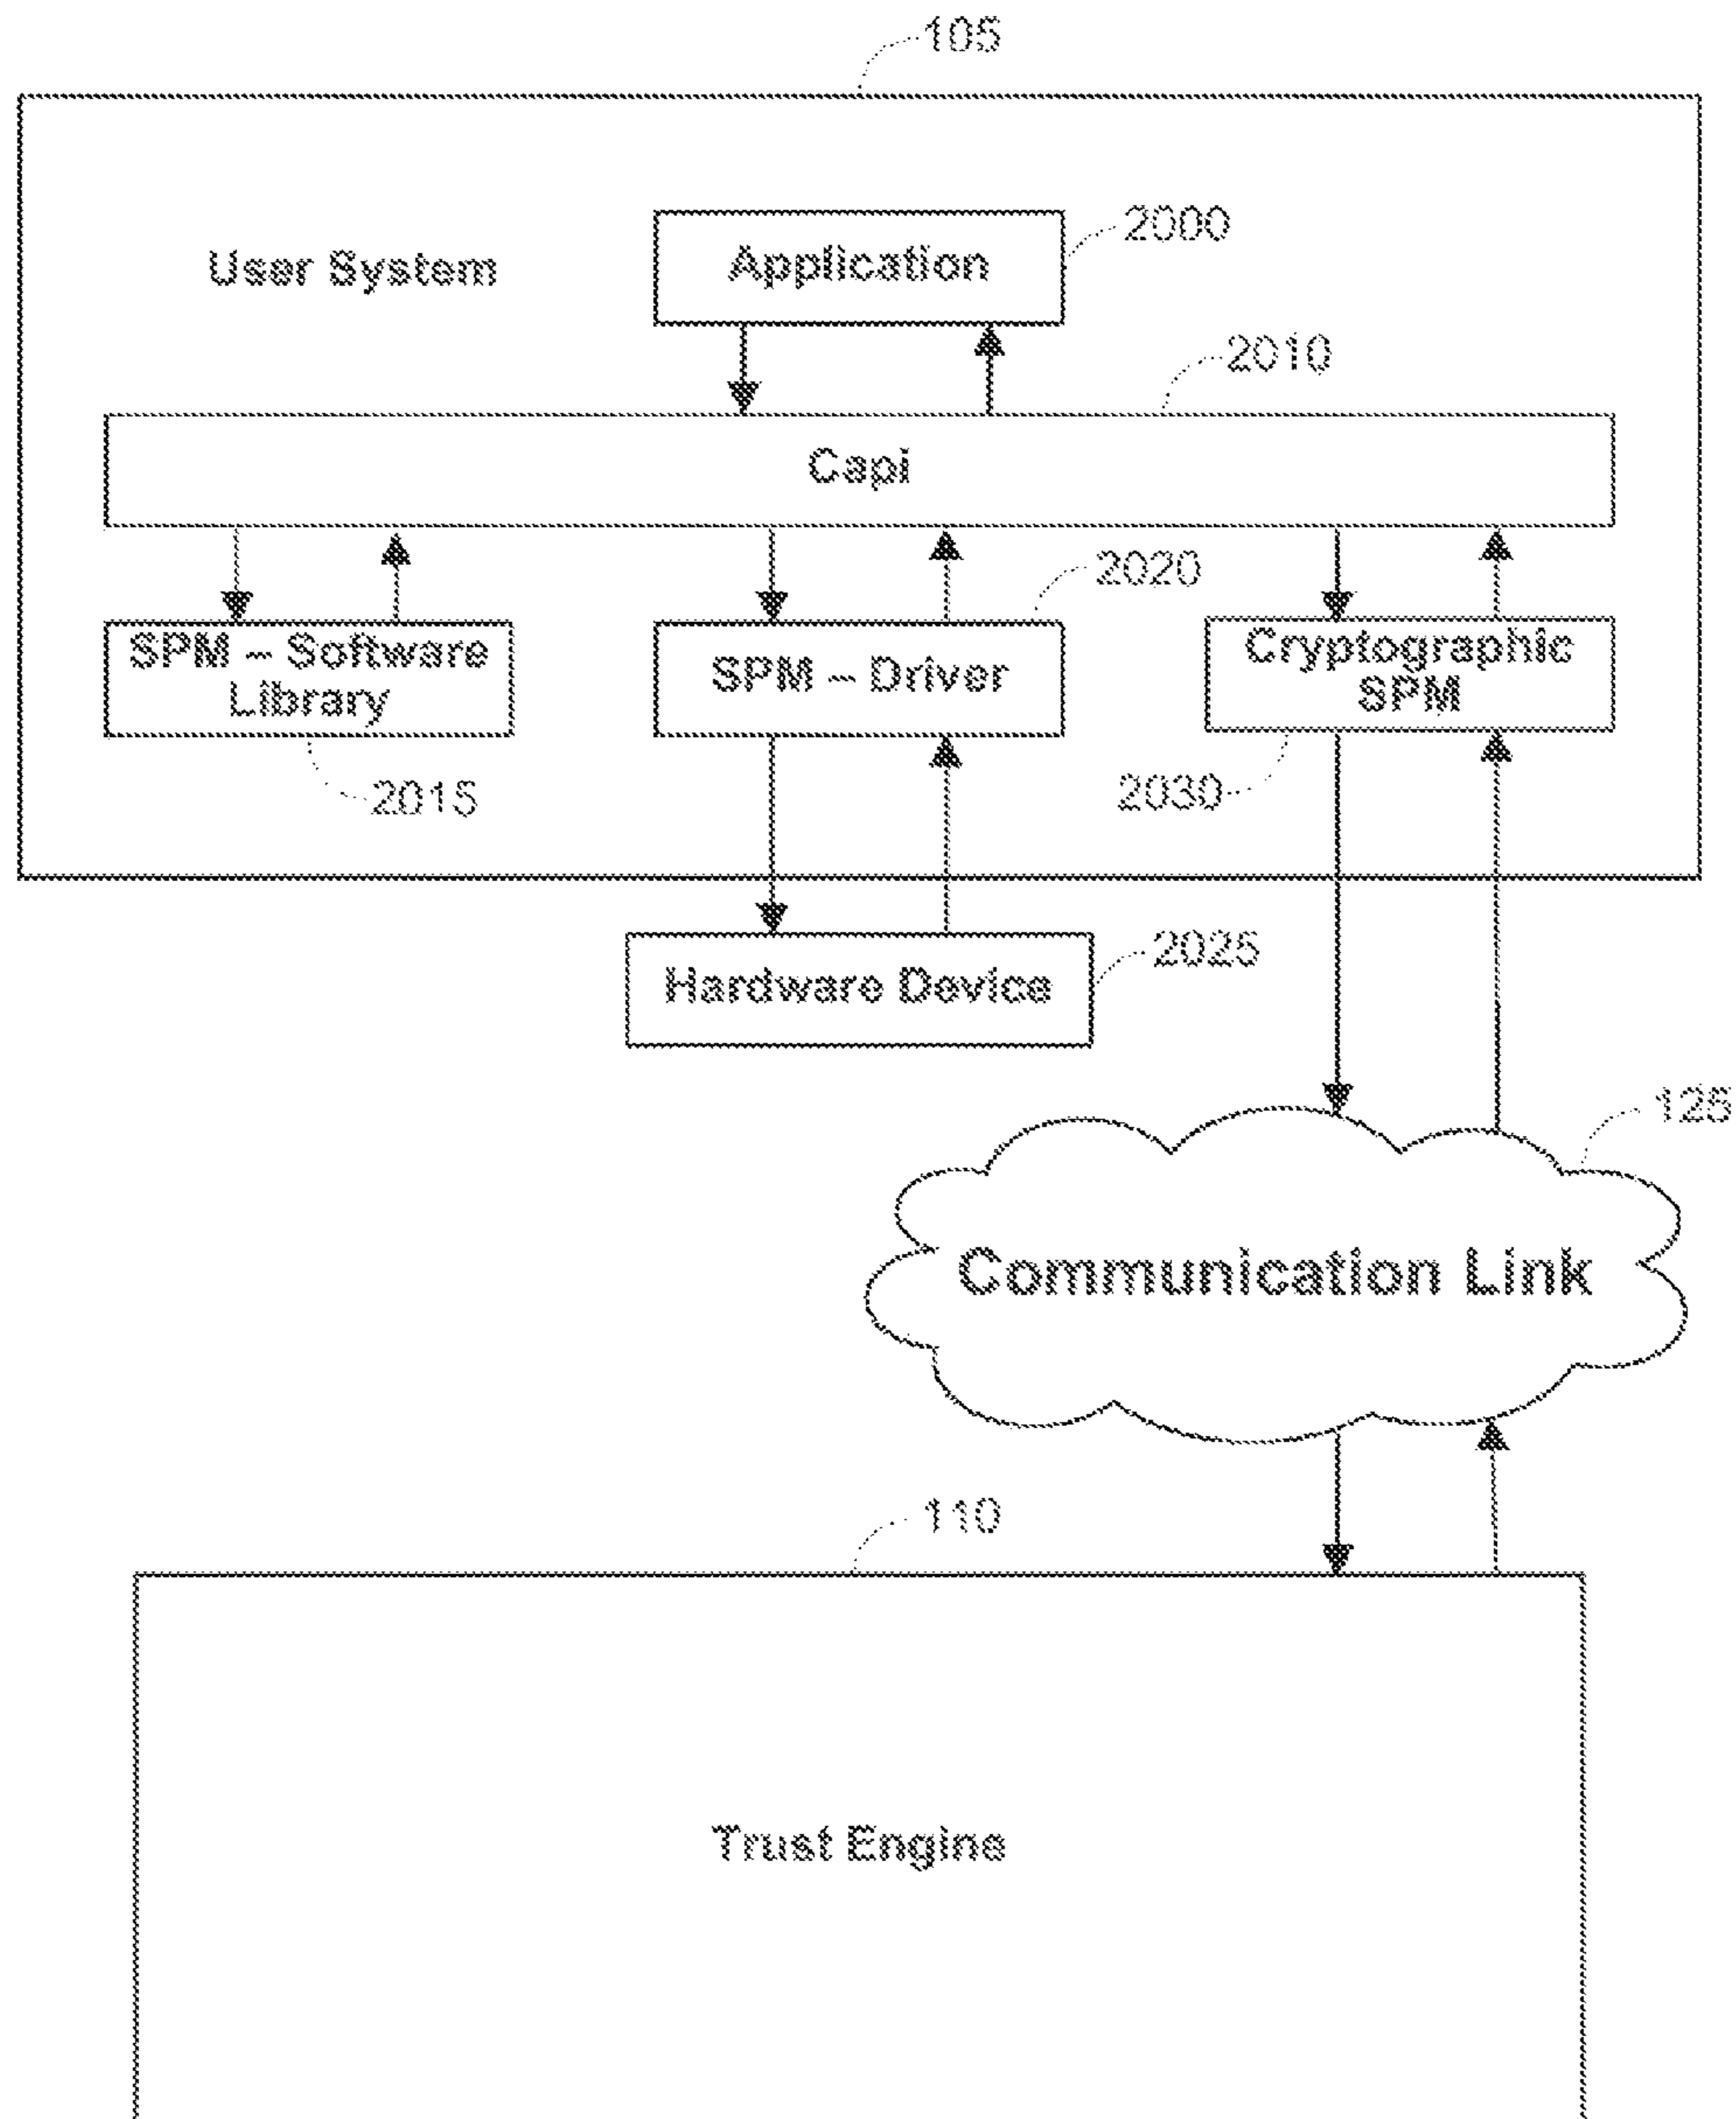 105
User System
Application
2000
2010
Capi
2020
SPM – Software
Library
SPM – Driver
Cryptographic
SPM
2015
2030
Hardware Device
2025
125
Communication Link
110
Trust Engine